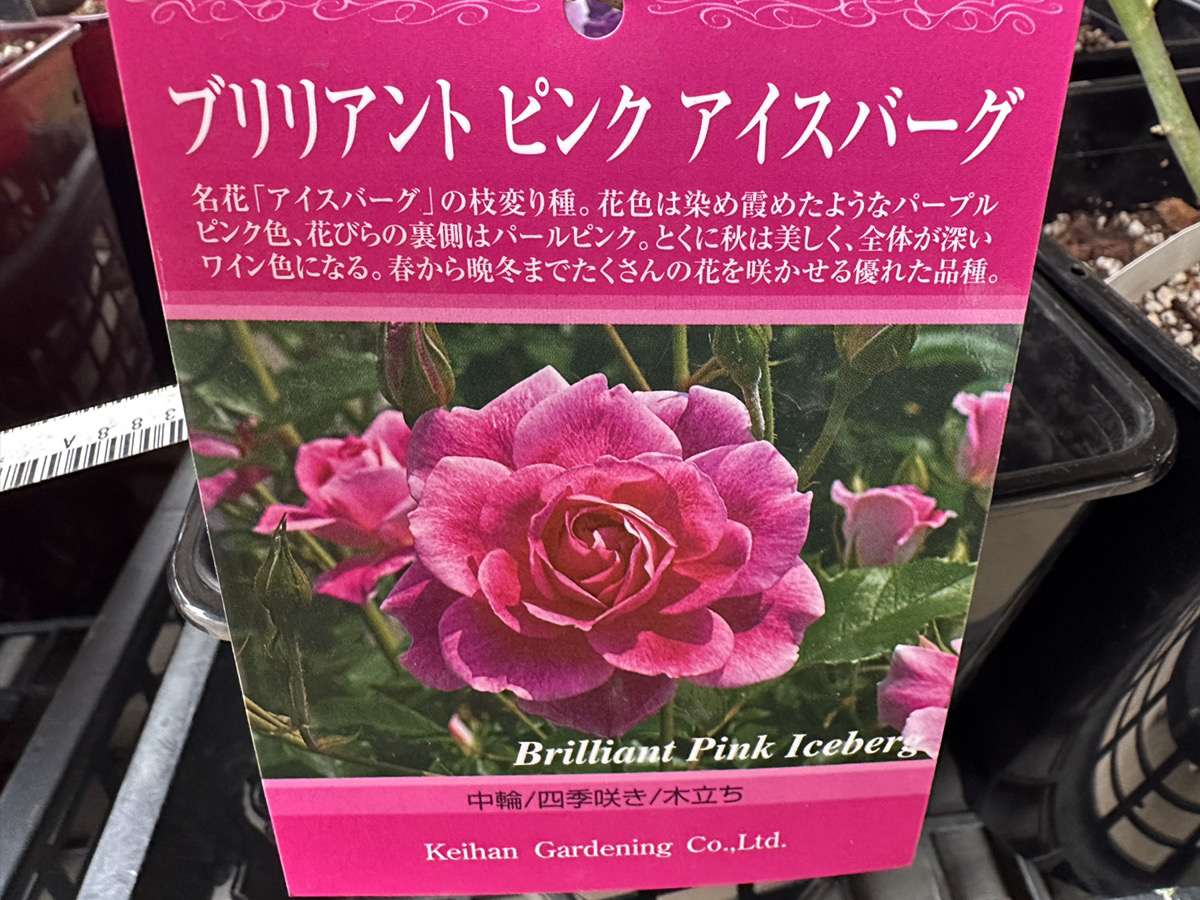 ブリリアント ピンク アイスバーグ
名花「アイスバーグ」の枝変り種。花色は染め霞めたようなパープル
ピンク色、花びらの裏側はパールピンク。とくに秋は美しく、全体が深い
ワイン色になる。春から晩冬までたくさんの花を咲かせる優れた品種。
388A
Brilliant Pink Iceberg
中輪/四季咲き/木立ち
Keihan Gardening Co.,Ltd.